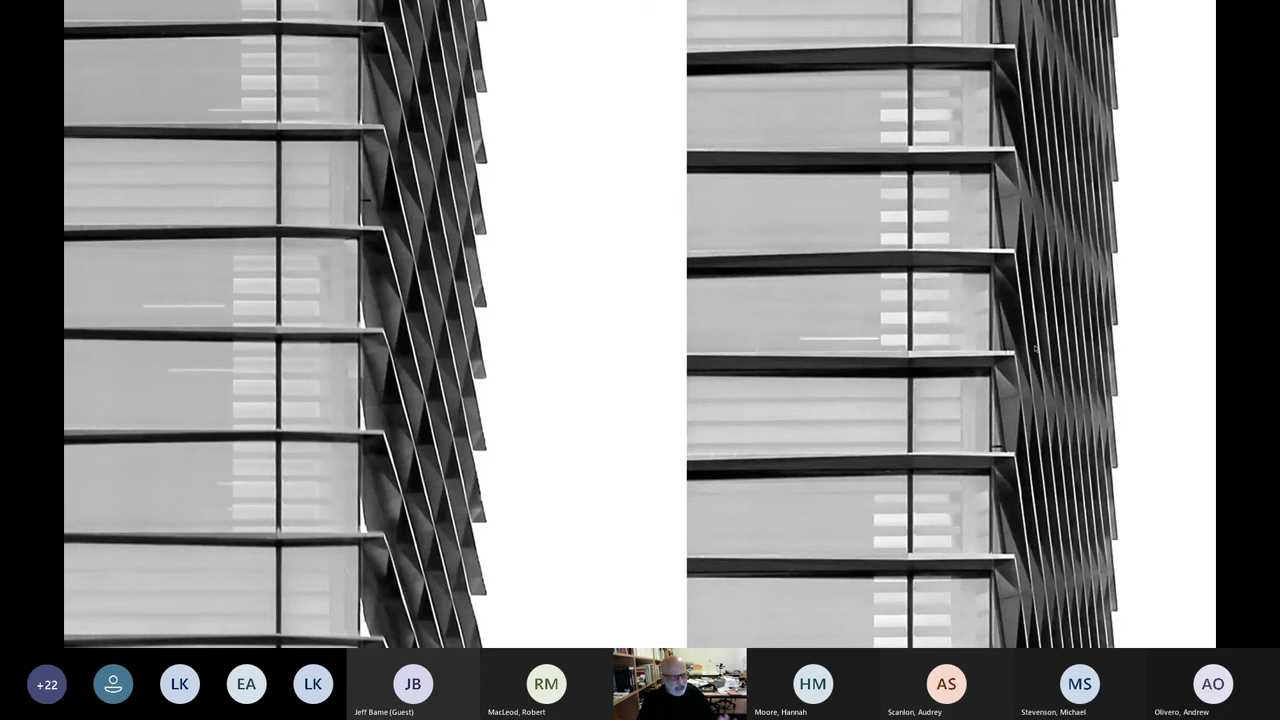 +22
LK
EA
LK
JB
RM
HM
AS
MS
AO
Jeff Bame (Guest)
MacLeod, Robert
Moore, Hannah
Scanlon, Audrey
Stevenson, Michael
Olivero, Andrew